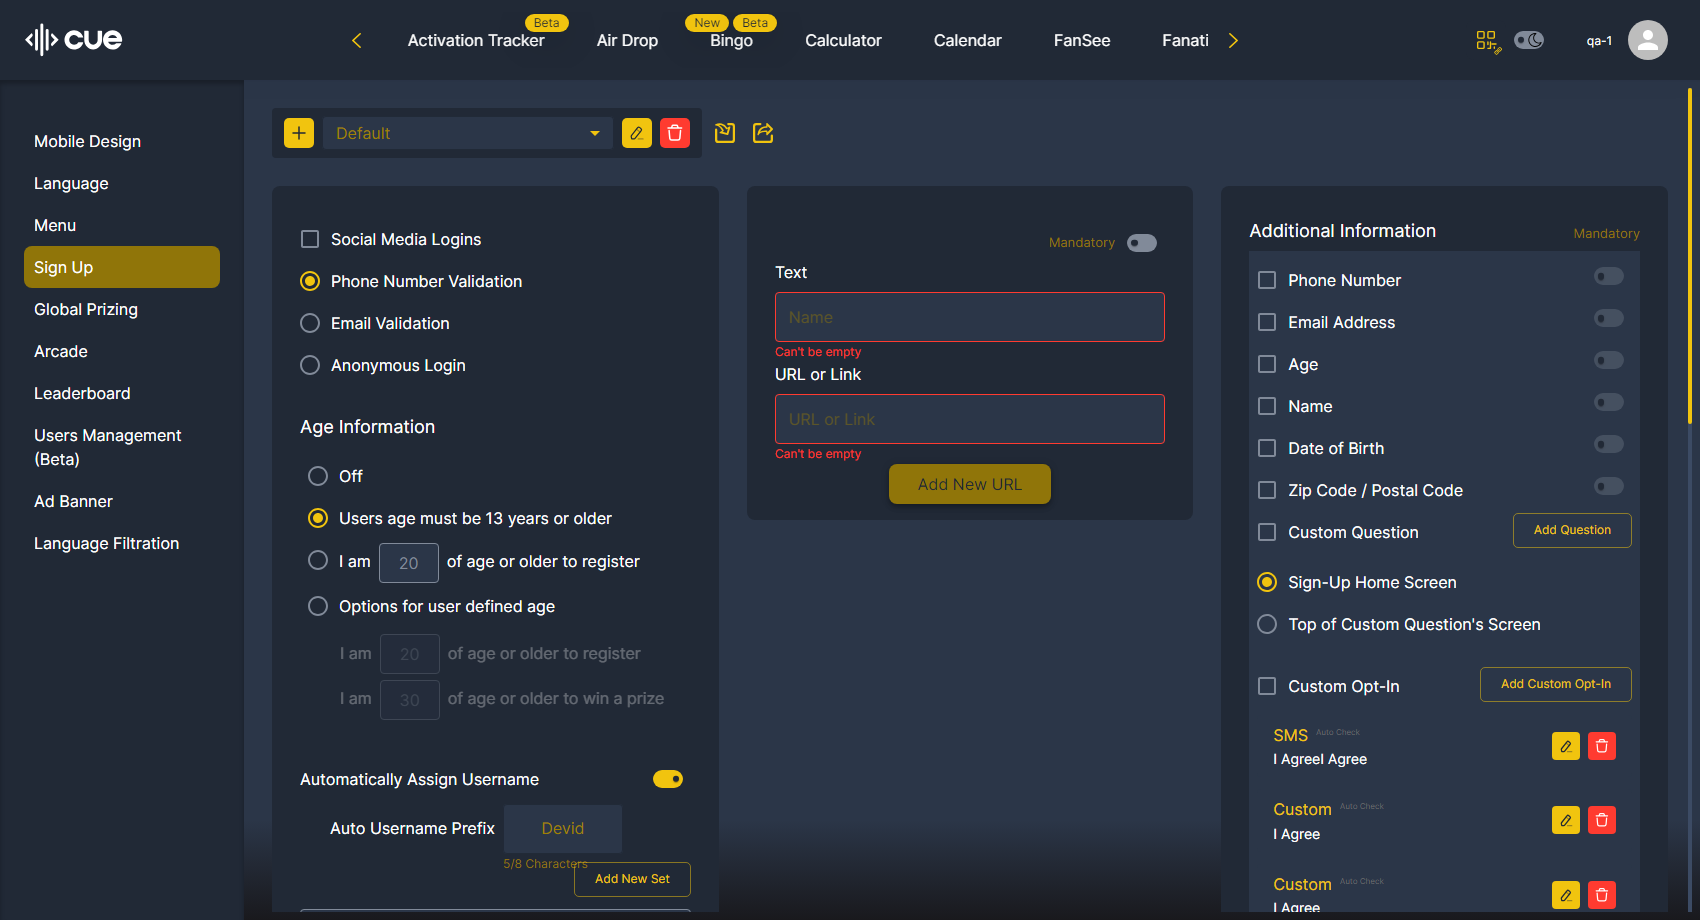 cue
Activation Tracker
Beta
Air Drop
New
Beta
Bingo
Calculator
Calendar
FanSee
Fanati
qa-1
Mobile Design
Language
Menu
Sign Up
Global Prizing
Arcade
Leaderboard
Users Management
(Beta)
Ad Banner
Language Filtration
Default
Social Media Logins
Phone Number Validation
Email Validation
Anonymous Login
Age Information
Off
Users age must be 13 years or older
I am 20 of age or older to register
Options for user defined age
I am 20 of age or older to register
I am 30 of age or older to win a prize
Automatically Assign Username
Auto Username Prefix Devid
5/8 Characters
Add New Set
Mandatory
Text
Name
Can't be empty
URL or Link
URL or Link
Can't be empty
Add New URL
Additional Information Mandatory
Phone Number
Email Address
Age
Name
Date of Birth
Zip Code / Postal Code
Custom Question Add Question
Sign-Up Home Screen
Top of Custom Question's Screen
Custom Opt-In Add Custom Opt-In
SMS Auto Check
I AgreeI Agree
Custom Auto Check
I Agree
Custom Auto Check
I Agree